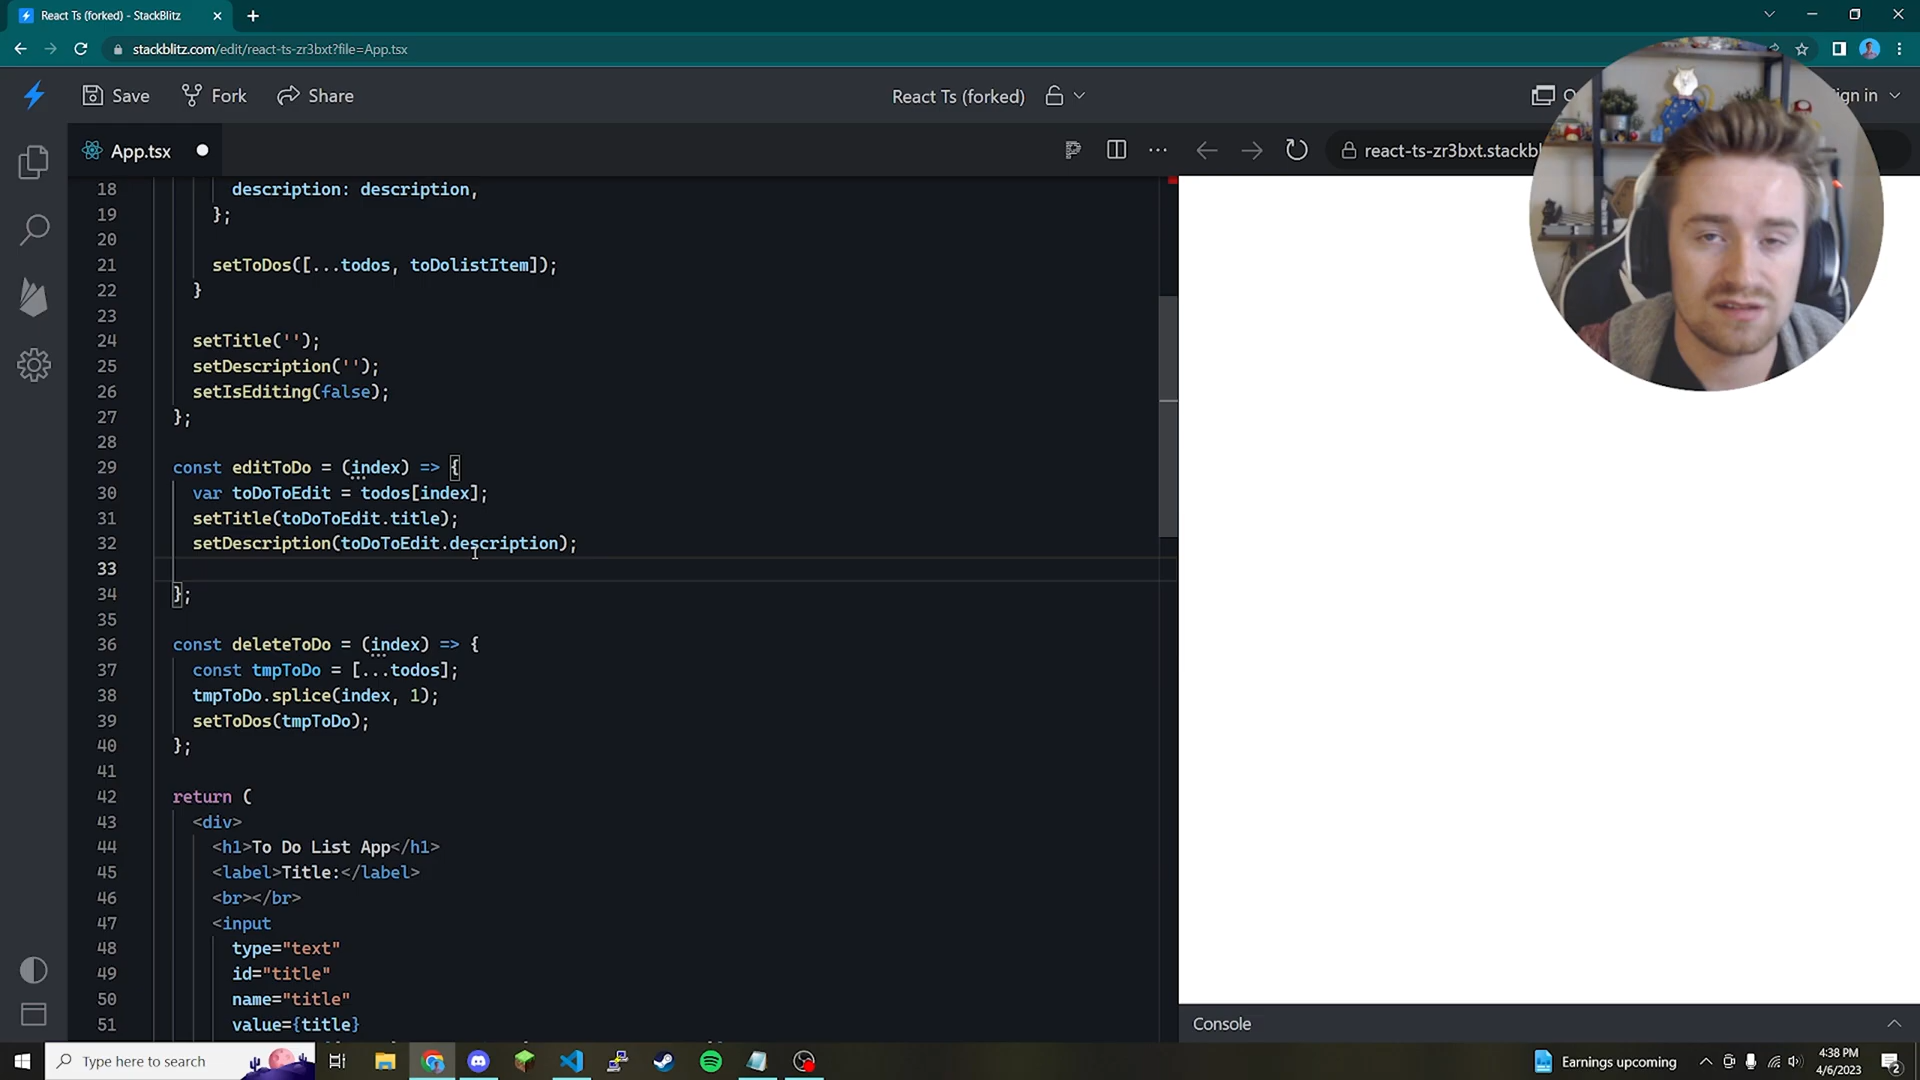 React Ts (forked) - StackBlitz
stackblitz.com/edit/react-ts-zr3bxt?file=App.tsx
Save
Fork
Share
React Ts (forked)
ign in
App.tsx
react-ts-zr3bxt.stackbl
18 description: description,
19 };
20
21 setToDos([...todos, toDolistItem]);
22 }
23
24 setTitle('');
25 setDescription('');
26 setIsEditing(false);
27 };
28
29 const editToDo = (index) => {
30 var toDoToEdit = todos[index];
31 setTitle(toDoToEdit.title);
32 setDescription(toDoToEdit.description);
33
34 };
35
36 const deleteToDo = (index) => {
37 const tmpToDo = [...todos];
38 tmpToDo.splice(index, 1);
39 setToDos(tmpToDo);
40 };
41
42 return (
43 <div>
44 <h1>To Do List App</h1>
45 <label>Title:</label>
46 <br></br>
47 <input
48 type="text"
49 id="title"
50 name="title"
51 value={title}
Console
Type here to search
Earnings upcoming
4:38 PM
4/6/2023
2